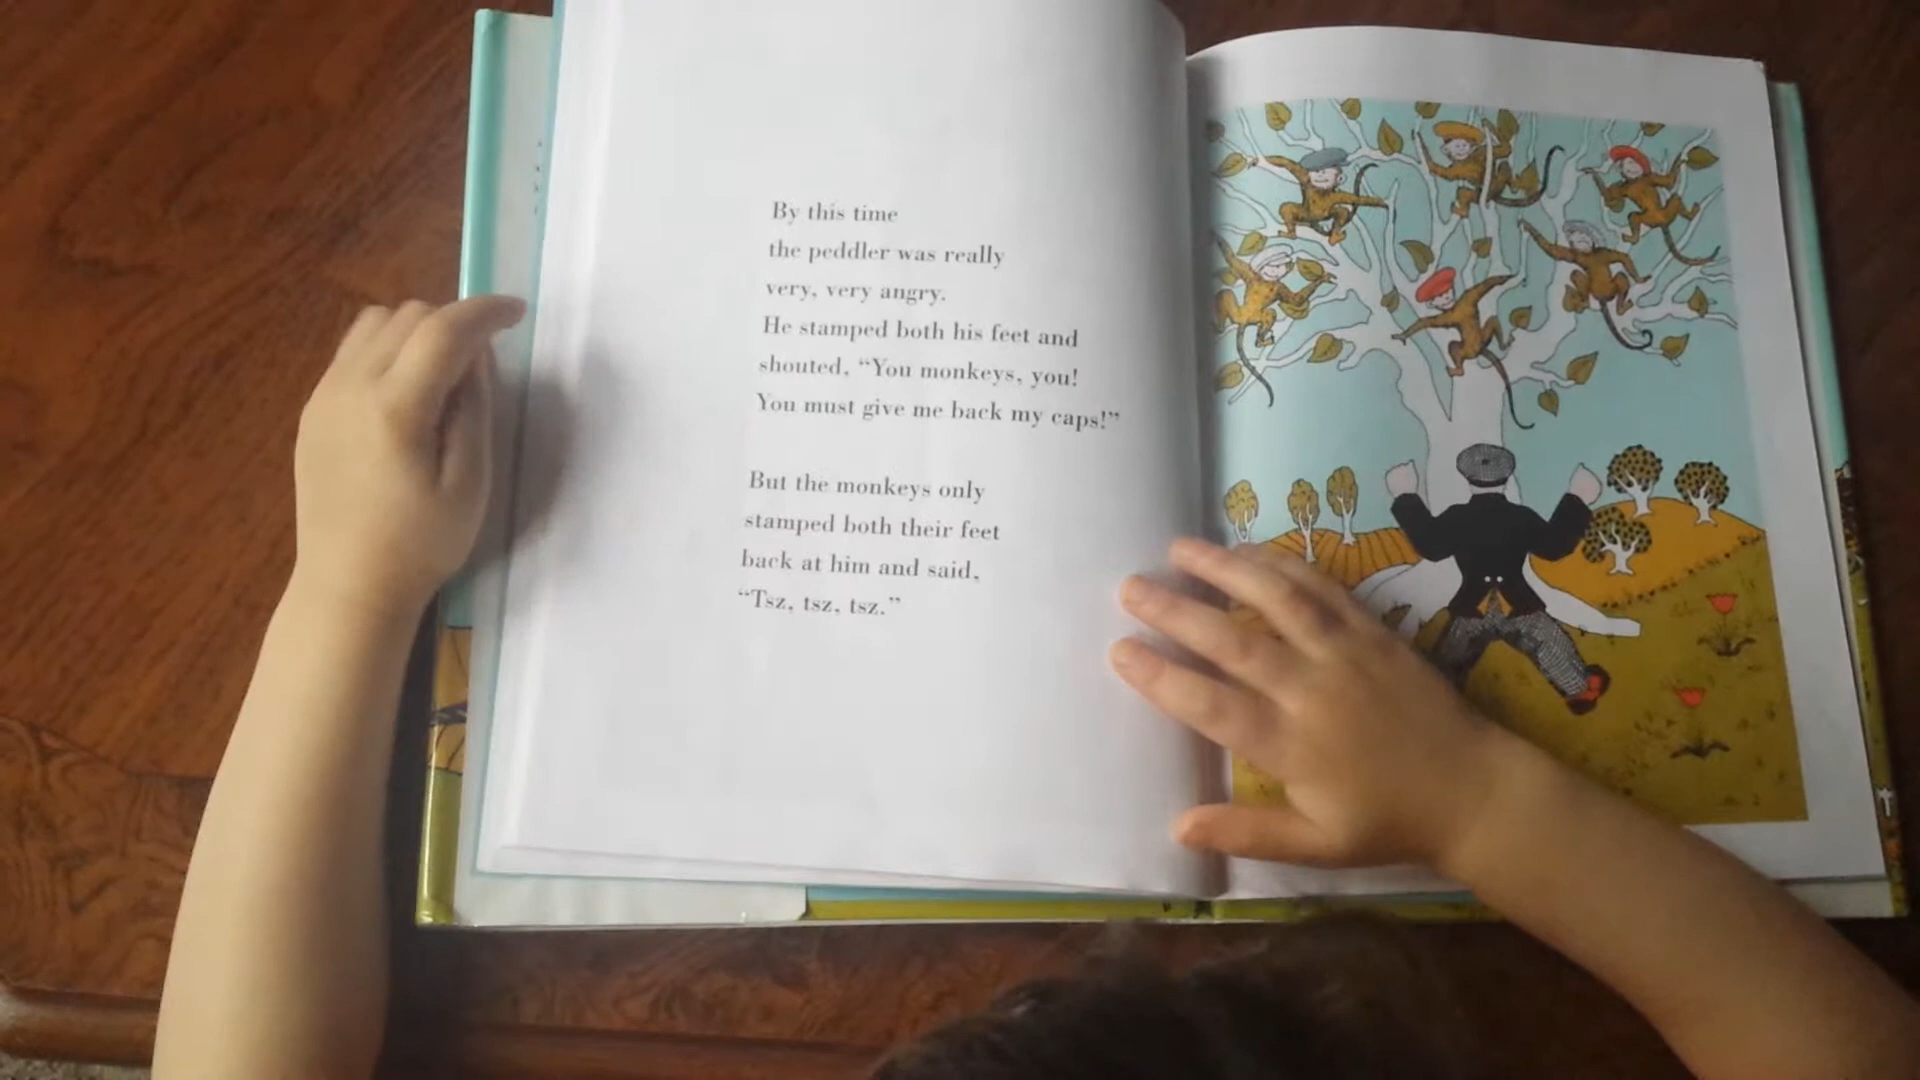 By this time
the peddler was really
very, very angry.
He stamped both his feet and
shouted, “You monkeys, you!
You must give me back my caps!”
But the monkeys only
stamped both their feet
back at him and said,
“Tsz, tsz, tsz.”